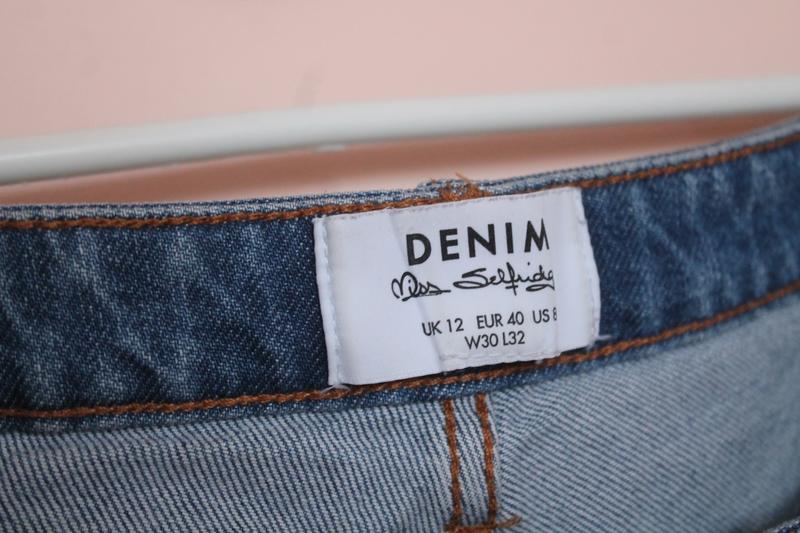 DENIM
Miss Selfridge
UK 12 EUR 40 US 8
W30 L32